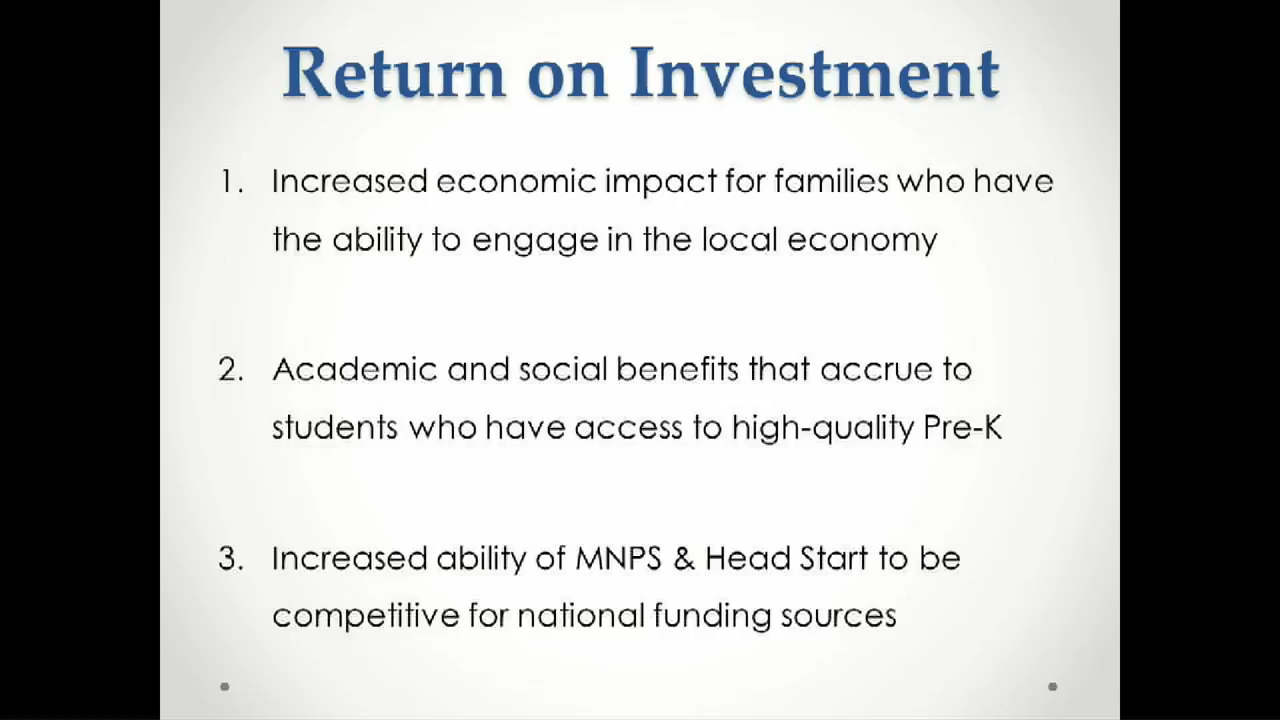 Return on Investment
1. Increased economic impact for families who have
the ability to engage in the local economy
2. Academic and social benefits that accrue to
students who have access to high-quality Pre-K
3. Increased ability of MNPS & Head Start to be
competitive for national funding sources